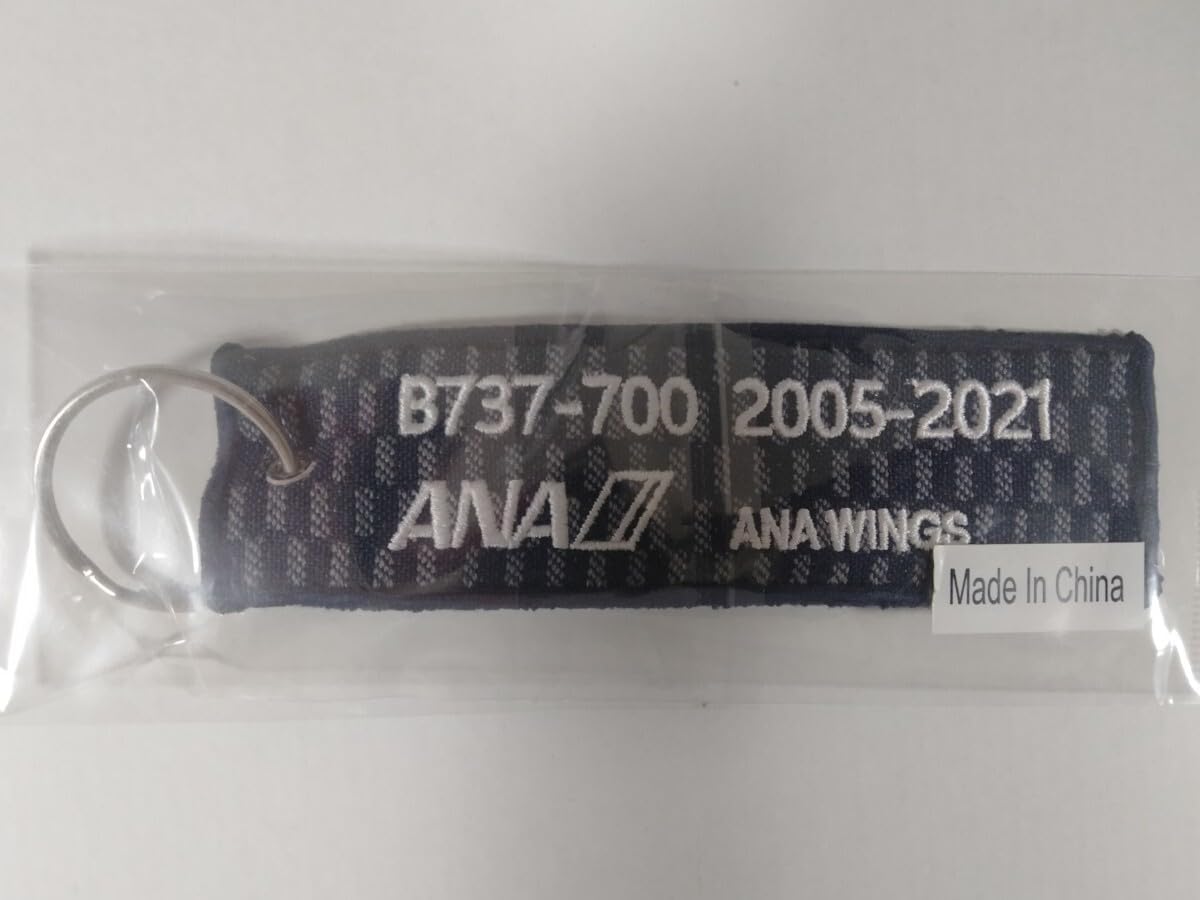 B737-700 2005-2021
ANA ANA WINGS
Made In China